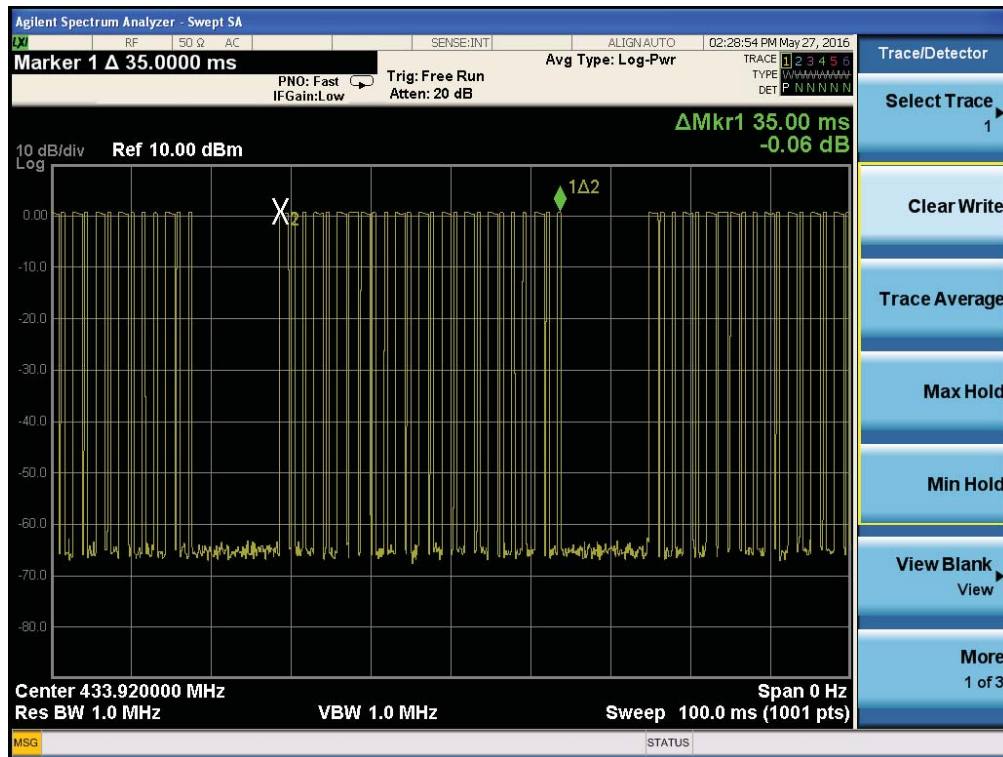 Agilent Spectrum Analyzer - Swept SA
LXI RF 50 Ω AC SENSE:INT ALIGN AUTO 02:28:54 PM May 27, 2016
Marker 1 Δ 35.0000 ms
PNO: Fast
IFGain:Low
Trig: Free Run
Atten: 20 dB
Avg Type: Log-Pwr
TRACE 1 2 3 4 5 6
TYPE
DET P N N N N N
ΔMkr1 35.00 ms
-0.06 dB
10 dB/div Ref 10.00 dBm
Log
1Δ2
X2
0.00
-10.0
-20.0
-30.0
-40.0
-50.0
-60.0
-70.0
-80.0
Center 433.920000 MHz Span 0 Hz
Res BW 1.0 MHz VBW 1.0 MHz Sweep 100.0 ms (1001 pts)
MSG STATUS
Trace/Detector
Select Trace
1
Clear Write
Trace Average
Max Hold
Min Hold
View Blank
View
More
1 of 3